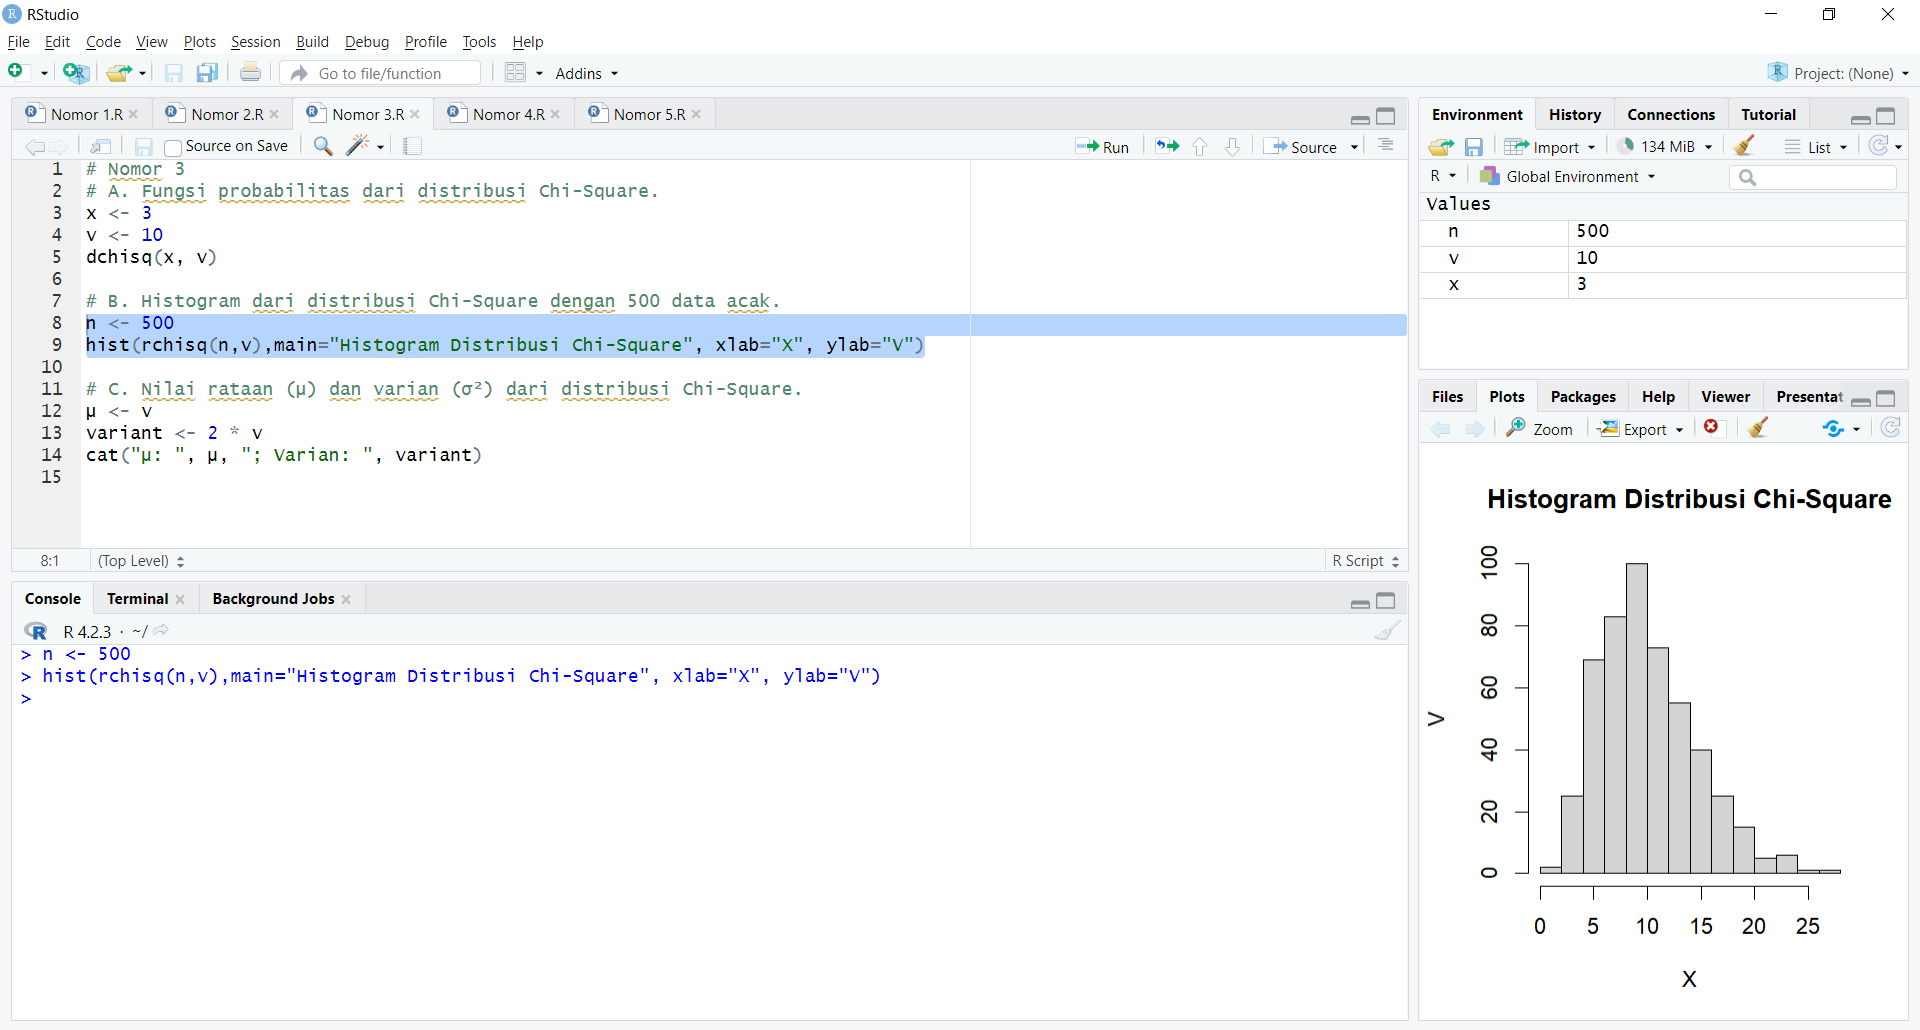 RStudio
File Edit Code View Plots Session Build Debug Profile Tools Help
Go to file/function Addins Project: (None)
Nomor 1.R Nomor 2.R Nomor 3.R Nomor 4.R Nomor 5.R
Source on Save Run Source
1 # Nomor 3
2 # A. Fungsi probabilitas dari distribusi Chi-Square.
3 x <- 3
4 v <- 10
5 dchisq(x, v)
6
7 # B. Histogram dari distribusi Chi-Square dengan 500 data acak.
8 n <- 500
9 hist(rchisq(n,v),main="Histogram Distribusi Chi-Square", xlab="X", ylab="V")
10
11 # C. Nilai rataan (μ) dan varian (σ²) dari distribusi Chi-Square.
12 μ <- v
13 variant <- 2 * v
14 cat("μ: ", μ, "; Varian: ", variant)
15
8:1 (Top Level) R Script
Console Terminal Background Jobs
R R 4.2.3 · ~/
> n <- 500
> hist(rchisq(n,v),main="Histogram Distribusi Chi-Square", xlab="X", ylab="V")
>
Environment History Connections Tutorial
Import 134 MiB List
R Global Environment
Values
n 500
v 10
x 3
Files Plots Packages Help Viewer Presentat
Zoom Export
Histogram Distribusi Chi-Square
V
100
80
60
40
20
0
0 5 10 15 20 25
X